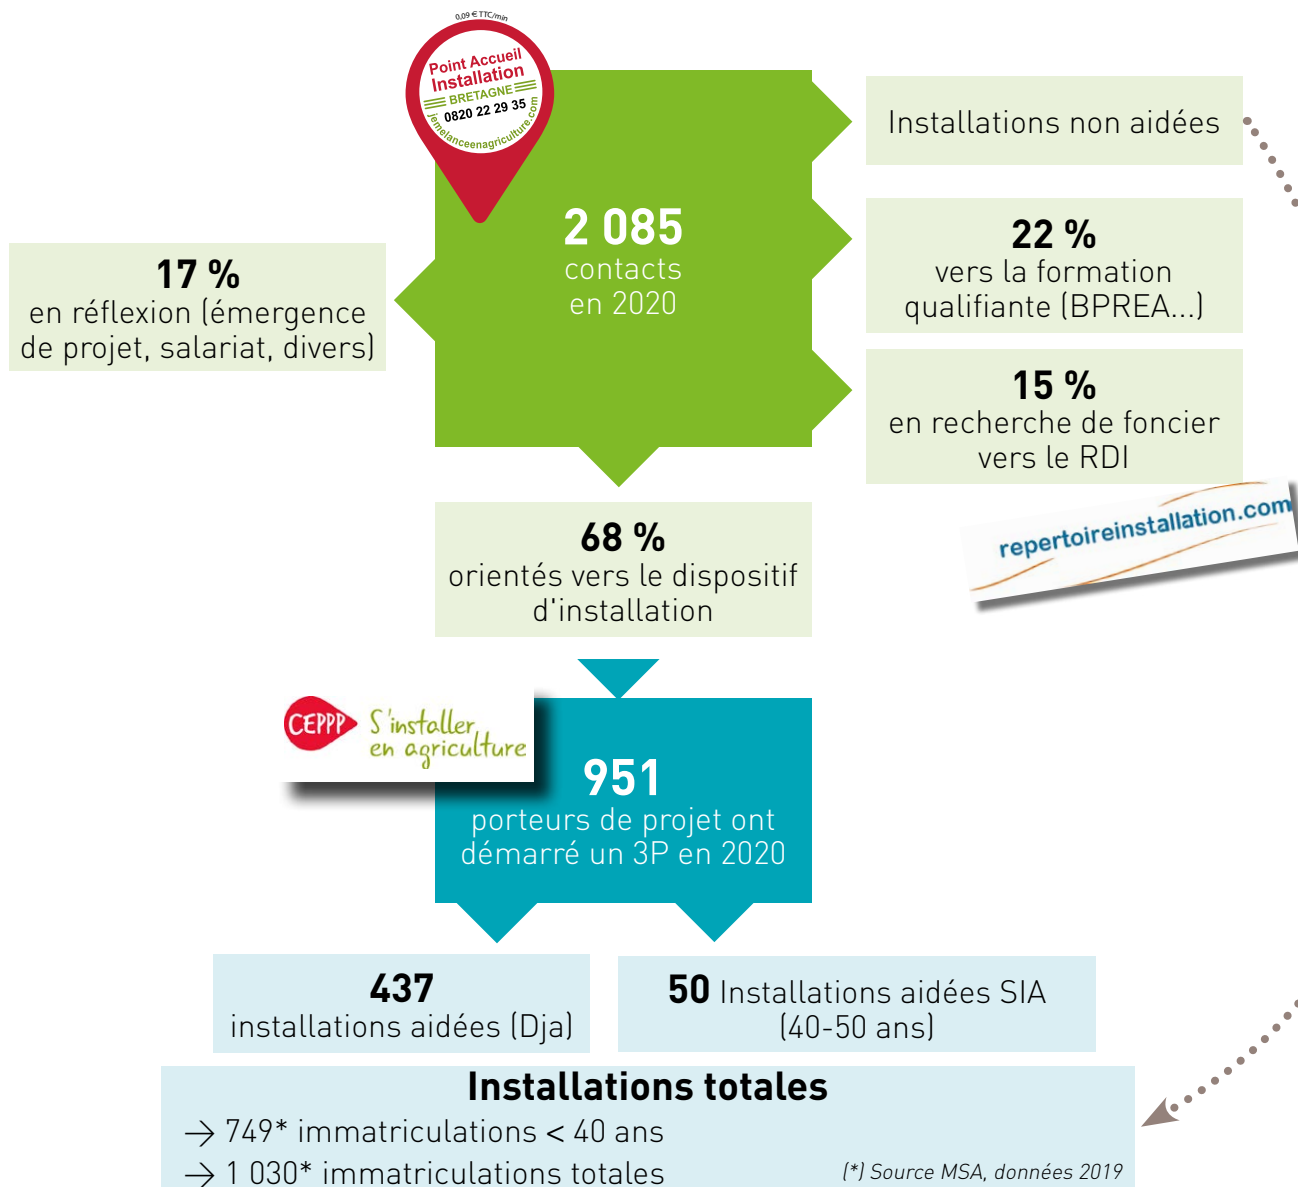 0,09 € TTC/min
Point Accueil
Installation
BRETAGNE
0820 22 29 35
jemelanceenagriculture.com
2 085
contacts
en 2020
Installations non aidées
22 %
vers la formation
qualifiante (BPREA...)
15 %
en recherche de foncier
vers le RDI
repertoireinstallation.com
17 %
en réflexion (émergence
de projet, salariat, divers)
68 %
orientés vers le dispositif
d'installation
CEPPP
S'installer
en agriculture
951
porteurs de projet ont
démarré un 3P en 2020
437
installations aidées (Dja)
50 Installations aidées SIA
(40-50 ans)
Installations totales
→ 749* immatriculations < 40 ans
→ 1 030* immatriculations totales
(*) Source MSA, données 2019